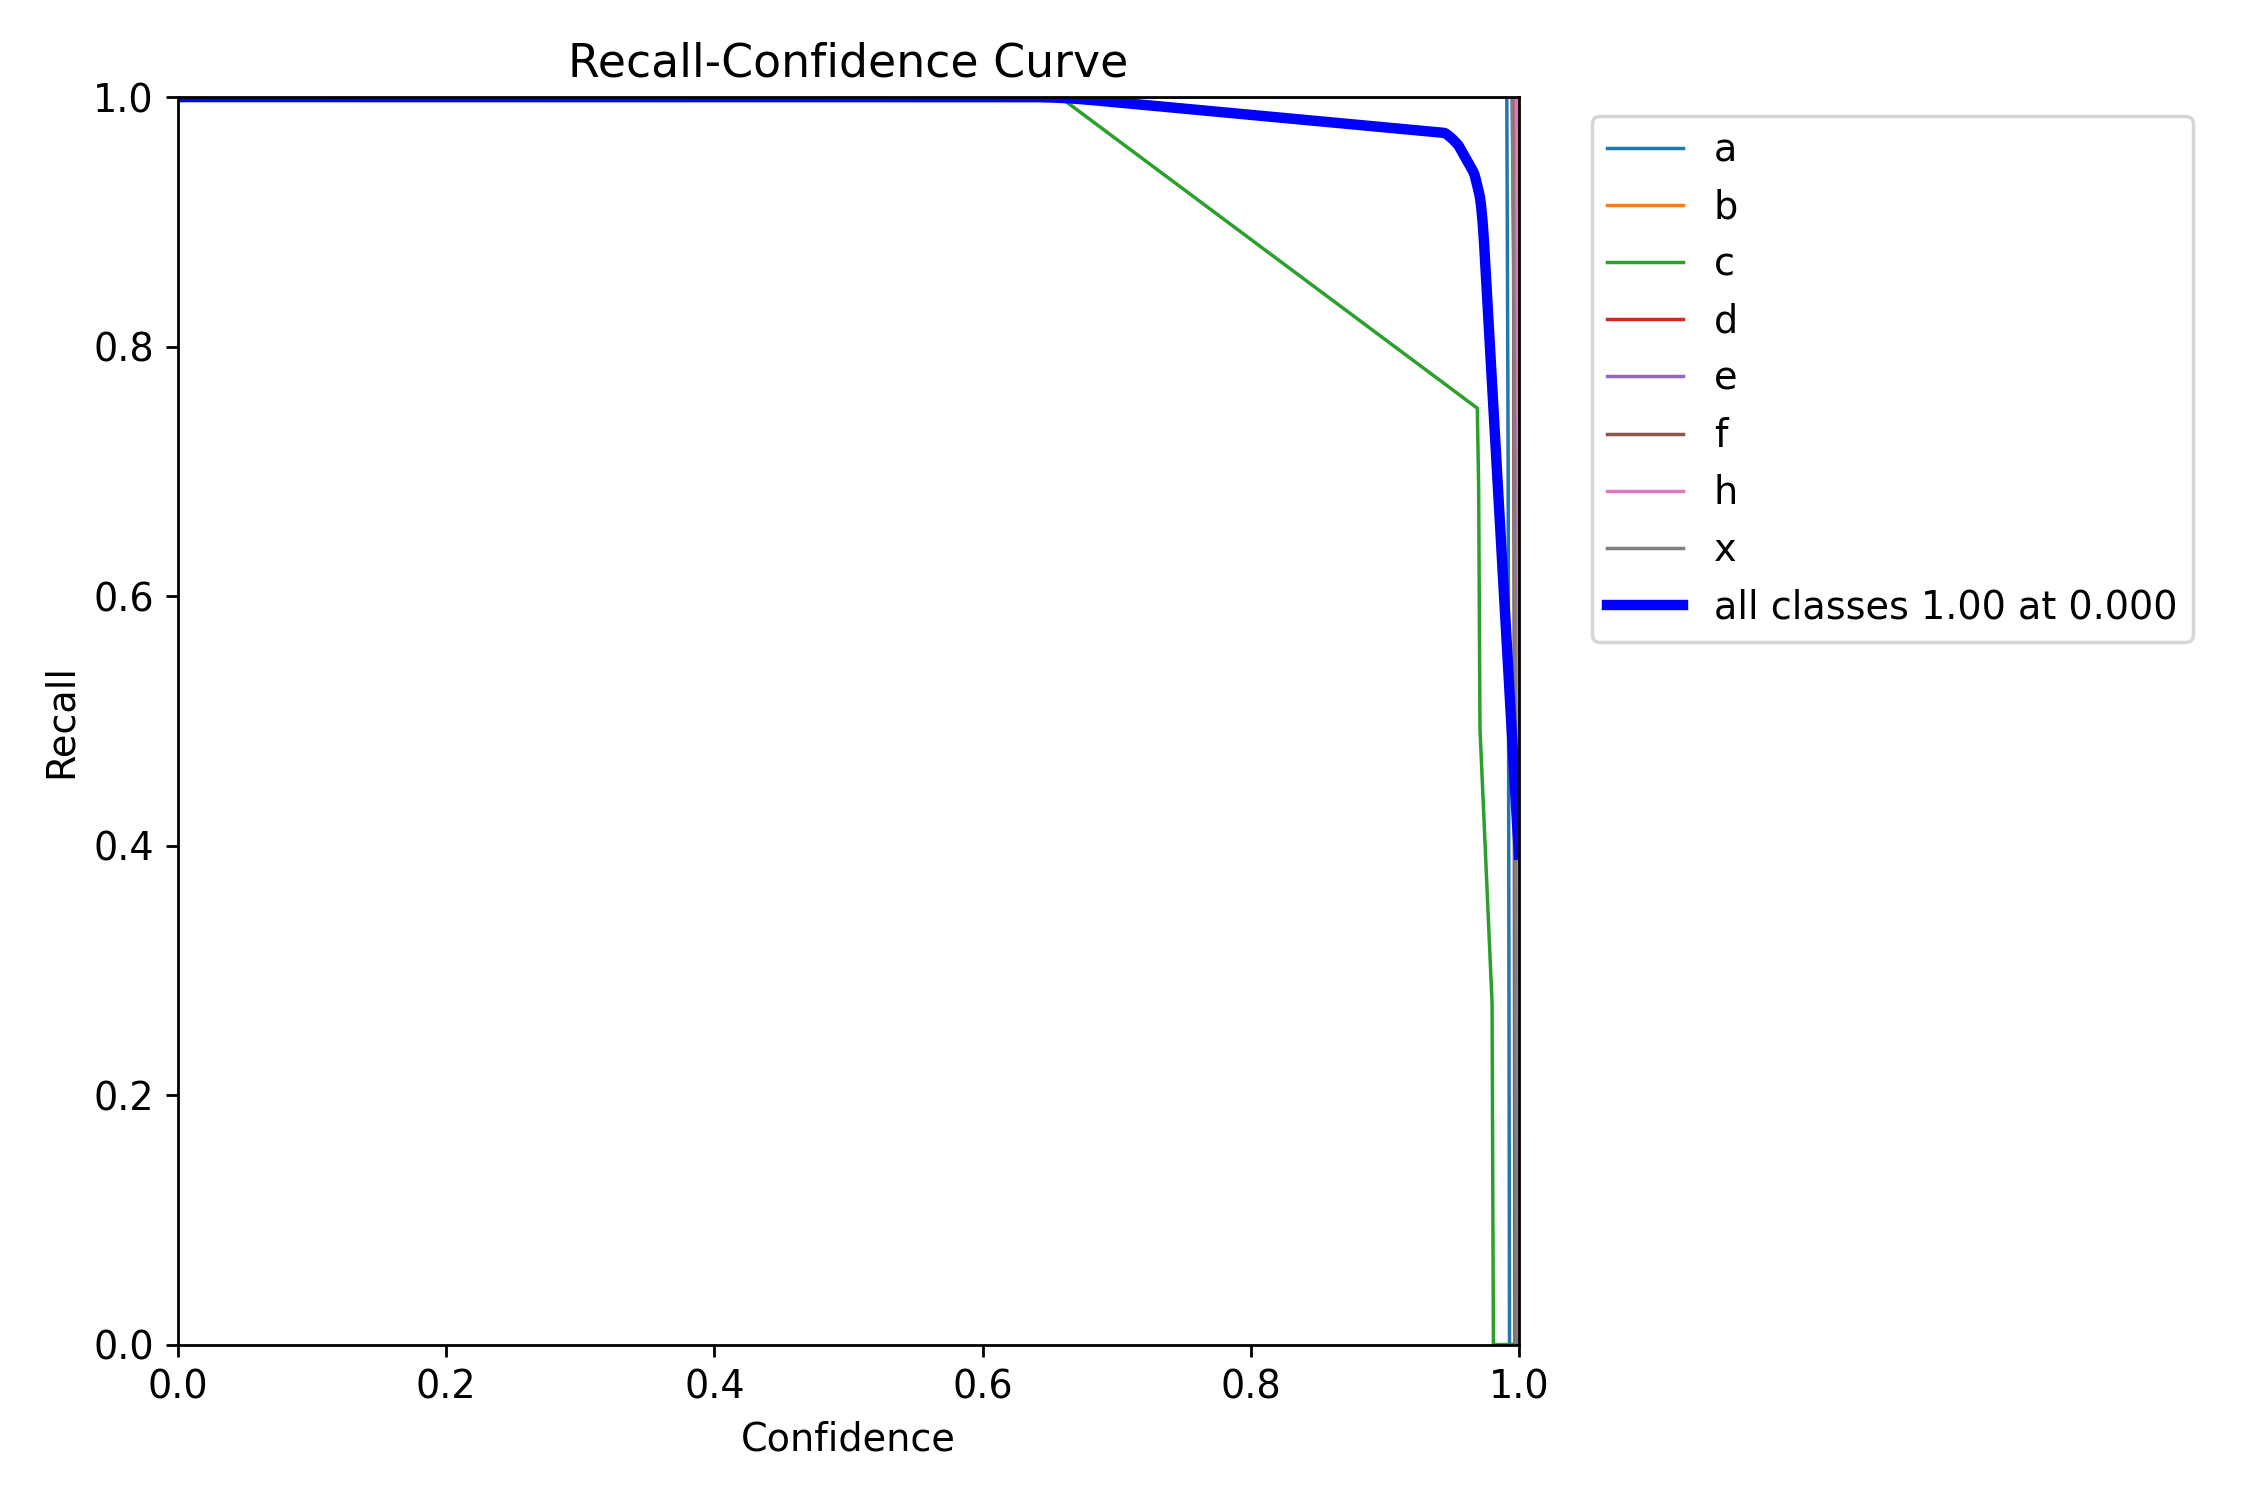 Recall-Confidence Curve
1.0
0.8
0.6
0.4
0.2
0.0
Recall
0.0 0.2 0.4 0.6 0.8 1.0
Confidence
a
b
c
d
e
f
h
x
all classes 1.00 at 0.000